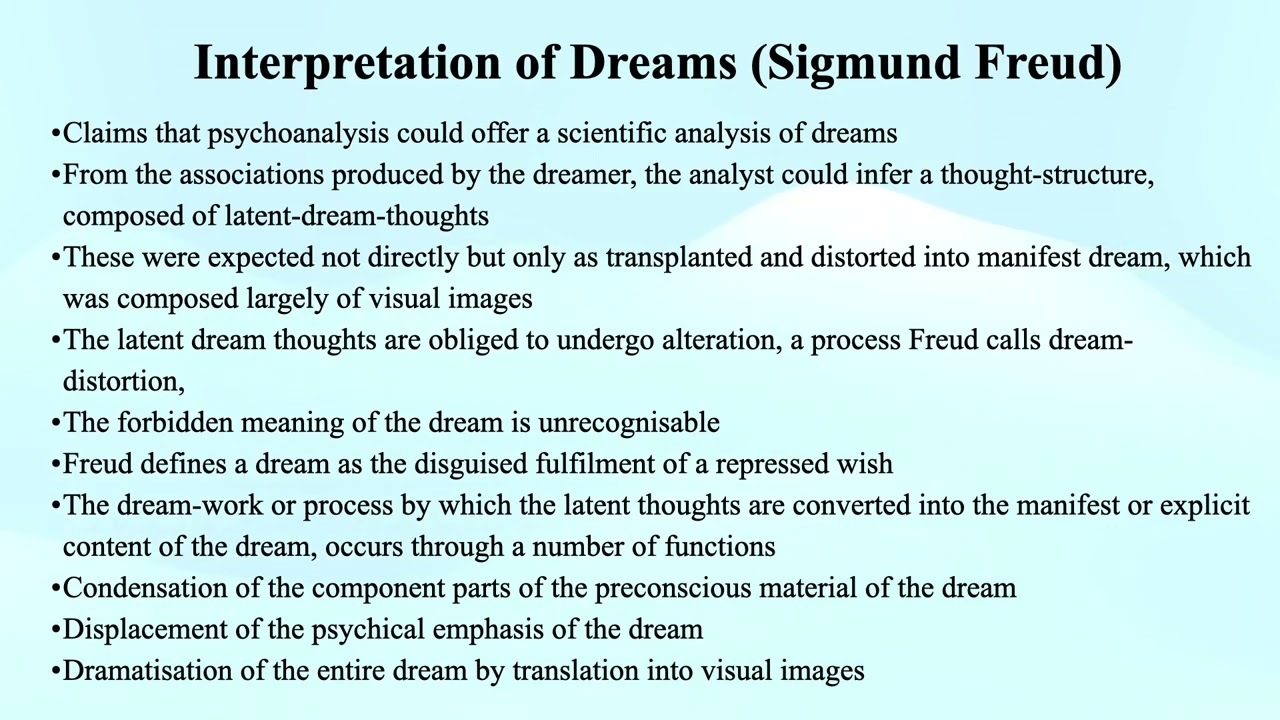 Interpretation of Dreams (Sigmund Freud)
•Claims that psychoanalysis could offer a scientific analysis of dreams
•From the associations produced by the dreamer, the analyst could infer a thought-structure,
composed of latent-dream-thoughts
•These were expected not directly but only as transplanted and distorted into manifest dream, which
was composed largely of visual images
•The latent dream thoughts are obliged to undergo alteration, a process Freud calls dream-
distortion,
•The forbidden meaning of the dream is unrecognisable
•Freud defines a dream as the disguised fulfilment of a repressed wish
•The dream-work or process by which the latent thoughts are converted into the manifest or explicit
content of the dream, occurs through a number of functions
•Condensation of the component parts of the preconscious material of the dream
•Displacement of the psychical emphasis of the dream
•Dramatisation of the entire dream by translation into visual images